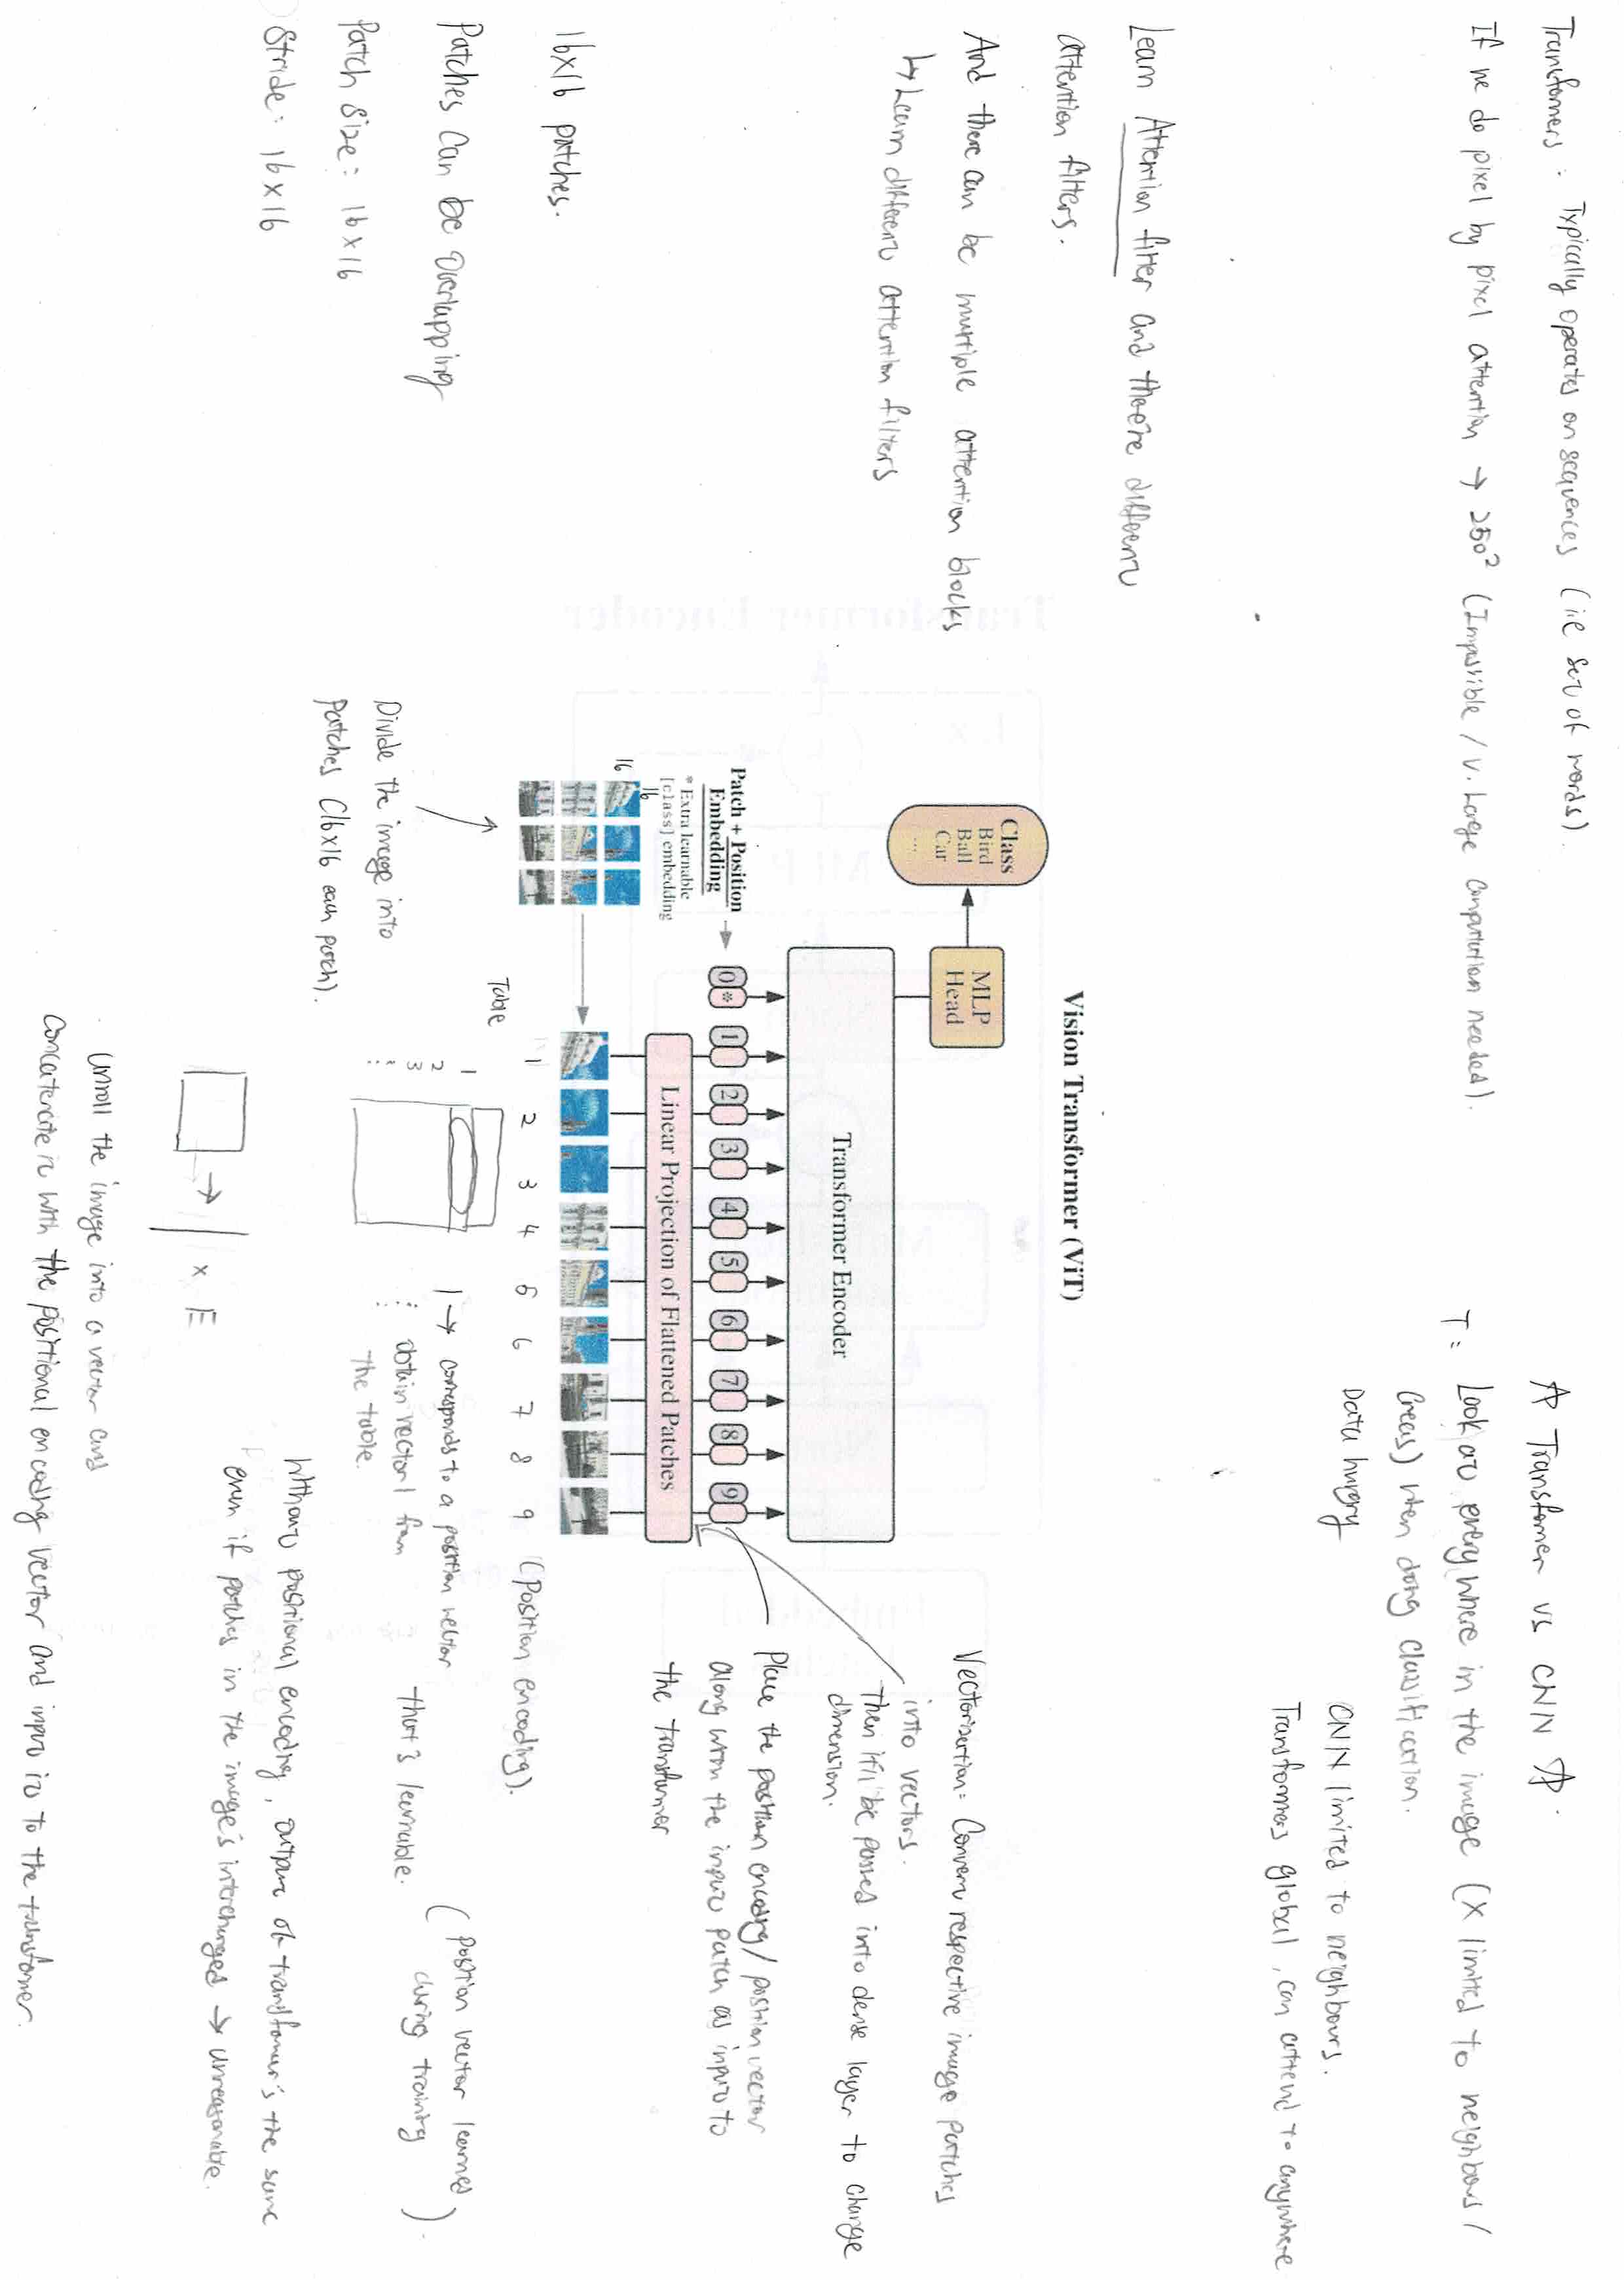 Transformers : Typically operates on sequences (i.e set of words).
If we do pixel by pixel attention → 250² (Impossible / v. large computation needed).
Learn Attention filter and there're different
attention filters.
And there can be multiple attention blocks
↳ Learn different attention filters
16x16 patches.
Patches can be overlapping
Patch size: 16x16
Stride: 16x16
☆ Transformer vs CNN ☆.
T: Look at everywhere in the image (X limited to neighbours /
areas) when doing classification.
Data hungry
CNN limited to neighbours.
Transformers global, can attend to anywhere
Vision Transformer (ViT)
Class
Bird
Ball
Car
...
MLP
Head
Transformer Encoder
Patch + Position
Embedding
* Extra learnable
[class] embedding
0 * 1 2 3 4 5 6 7 8 9
Linear Projection of Flattened Patches
16
16
1 2 3 4 5 6 7 8 9 (Position encoding).
Vectorisation: Convert respective image patches
into vectors.
Then it'll be passed into dense layer to change
dimension.
Place the position encoding / position vector
along with the input patch as input to
the transformer
Divide the image into
patches (16x16 each patch).
Table
1
2
3
:
1 → corresponds to a position vector that's learnable.
: obtain vector 1 from
: the table.
(position vector learned
during training).
→ | x E
Without positional encoding, output of transformer's the same
even if patches in the image's interchanged → unreasonable.
Unroll the image into a vector and
concatenate it with the positional encoding vector and input it to the transformer.